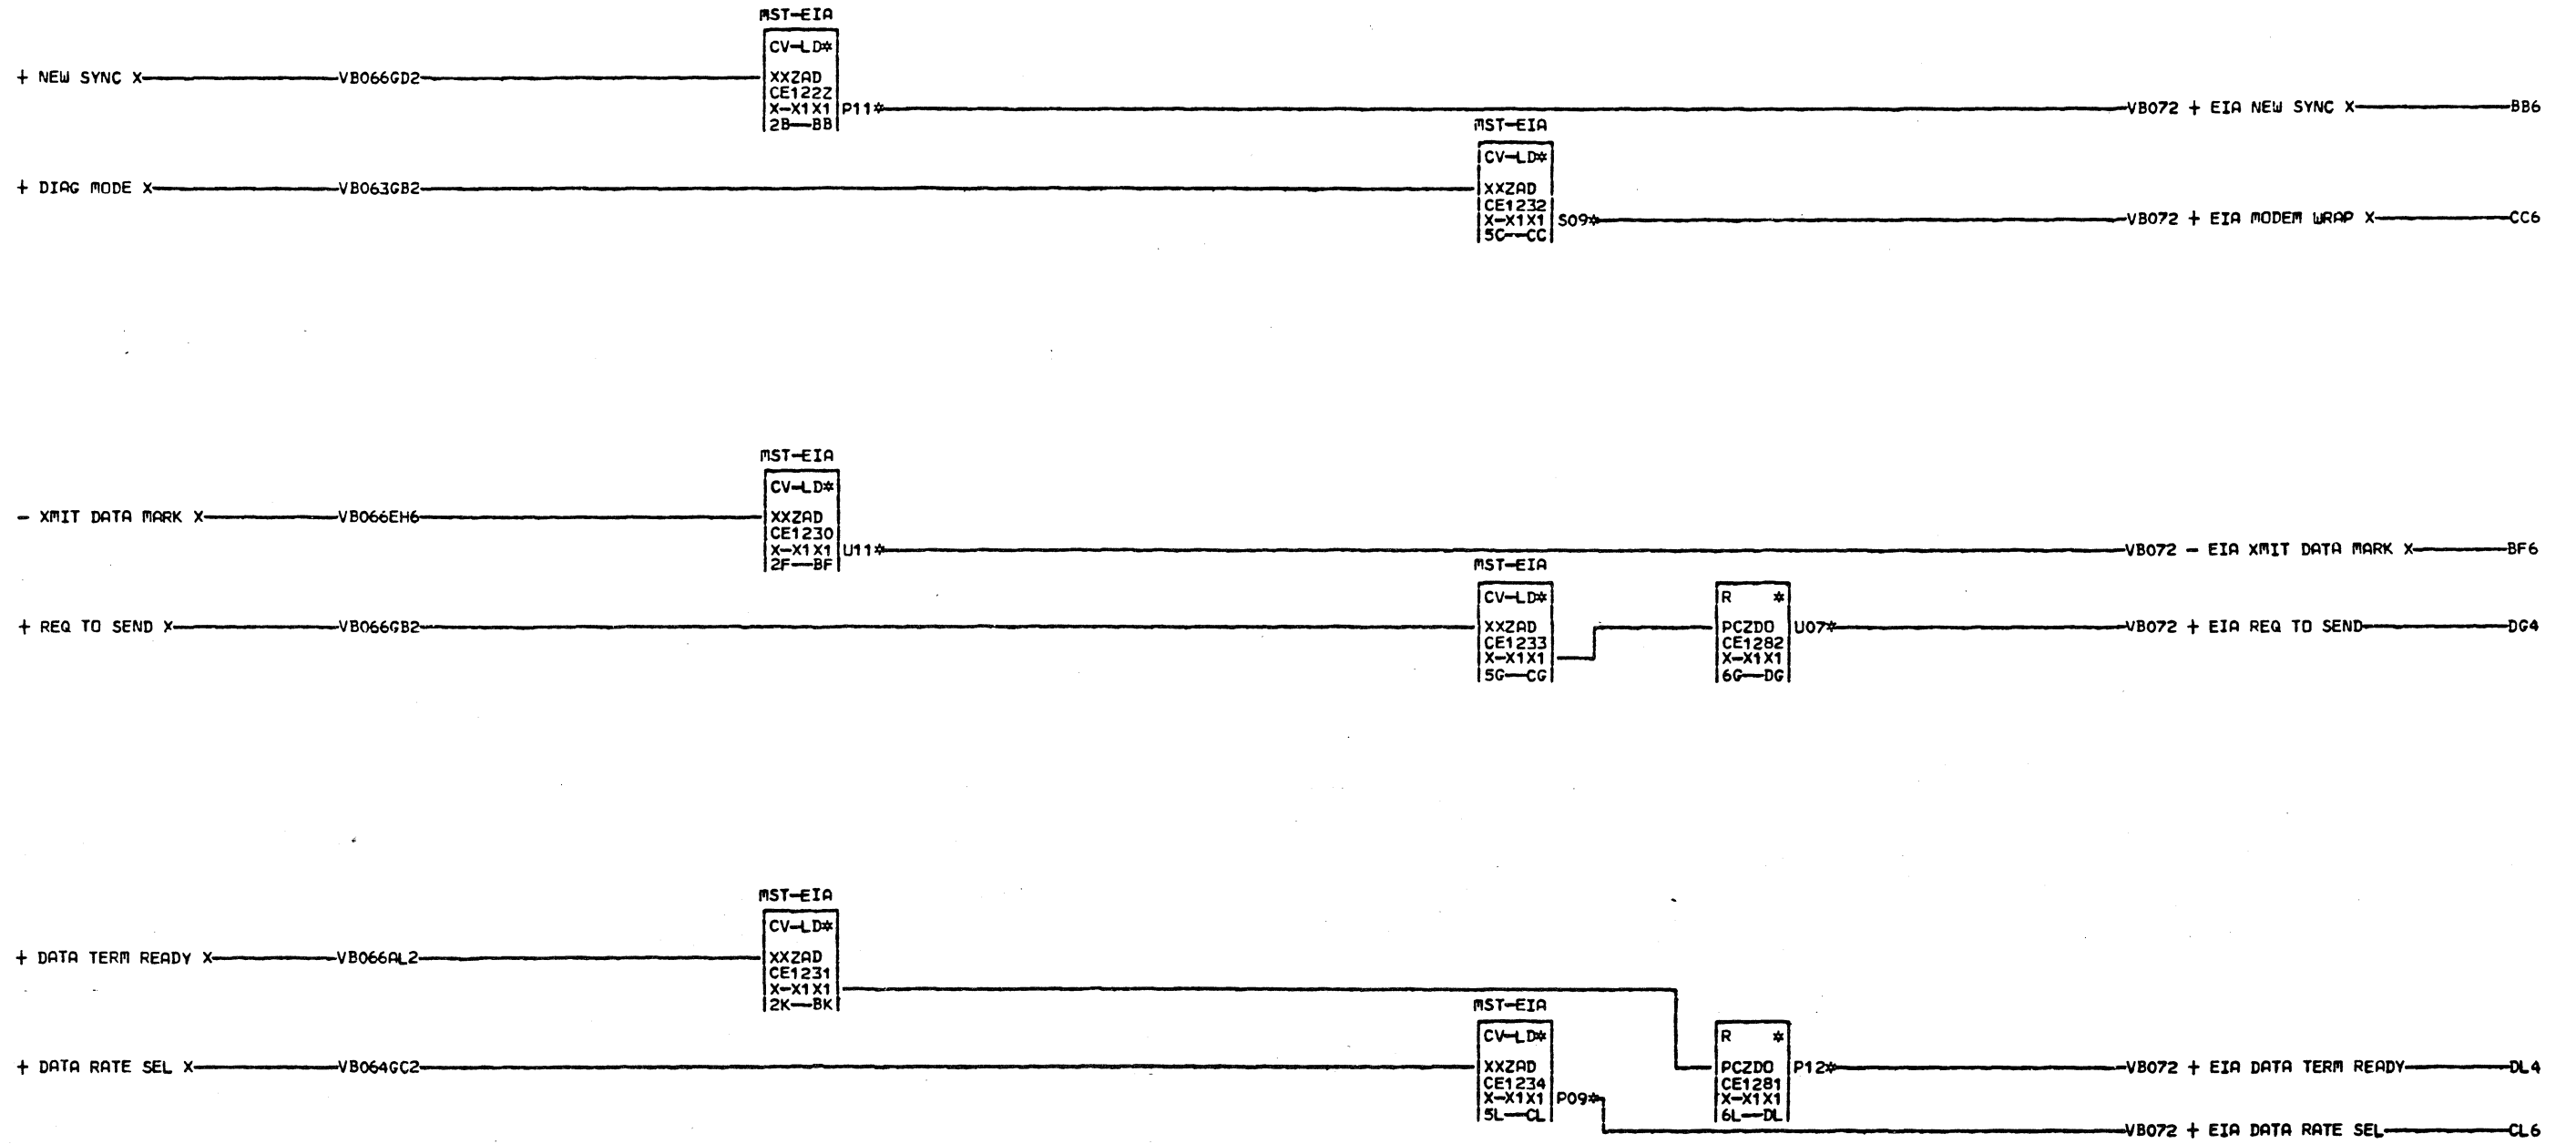 MST-EIA
CV-LD*
+ NEW SYNC X VB066GD2 XXZAD
CE1222
X-X1X1 P11* VB072 + EIA NEW SYNC X BB6
2B BB
MST-EIA
CV-LD*
+ DIAG MODE X VB063GB2 XXZAD
CE1232
X-X1X1 S09* VB072 + EIA MODEM WRAP X CC6
5C CC
MST-EIA
CV-LD*
- XMIT DATA MARK X VB066EH6 XXZAD
CE1230
X-X1X1 U11* VB072 - EIA XMIT DATA MARK X BF6
2F BF
MST-EIA
CV-LD* R *
+ REQ TO SEND X VB066GB2 XXZAD PCZDO U07* VB072 + EIA REQ TO SEND DG4
CE1233 CE1282
X-X1X1 X-X1X1
5G CG 6G DG
MST-EIA
CV-LD*
+ DATA TERM READY X VB066AL2 XXZAD
CE1231
X-X1X1
2K BK
MST-EIA
CV-LD* R *
+ DATA RATE SEL X VB064GC2 XXZAD PCZDO P12* VB072 + EIA DATA TERM READY DL4
CE1234 CE1281
X-X1X1 P09* X-X1X1
5L CL 6L DL
VB072 + EIA DATA RATE SEL CL6